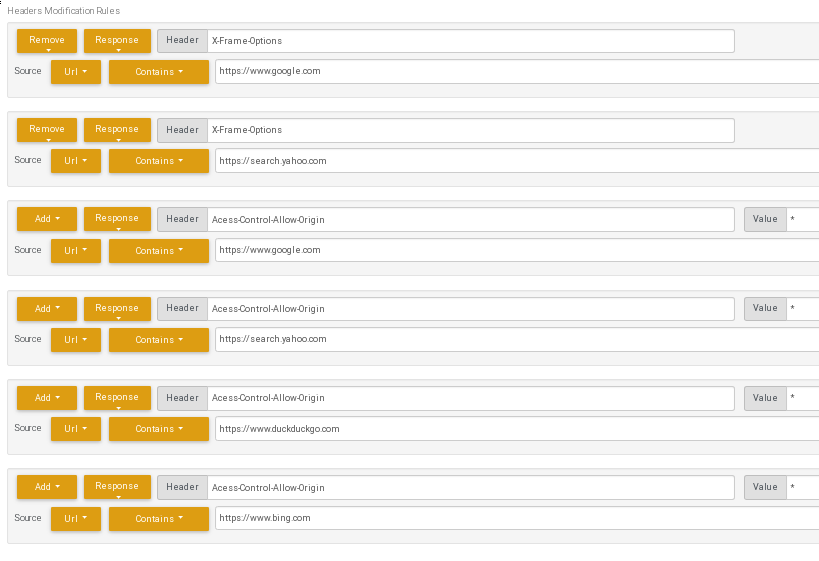 Headers Modification Rules
Remove Response Header X-Frame-Options
Source Url Contains https://www.google.com
Remove Response Header X-Frame-Options
Source Url Contains https://search.yahoo.com
Add Response Header Acess-Control-Allow-Origin Value *
Source Url Contains https://www.google.com
Add Response Header Acess-Control-Allow-Origin Value *
Source Url Contains https://search.yahoo.com
Add Response Header Acess-Control-Allow-Origin Value *
Source Url Contains https://www.duckduckgo.com
Add Response Header Acess-Control-Allow-Origin Value *
Source Url Contains https://www.bing.com